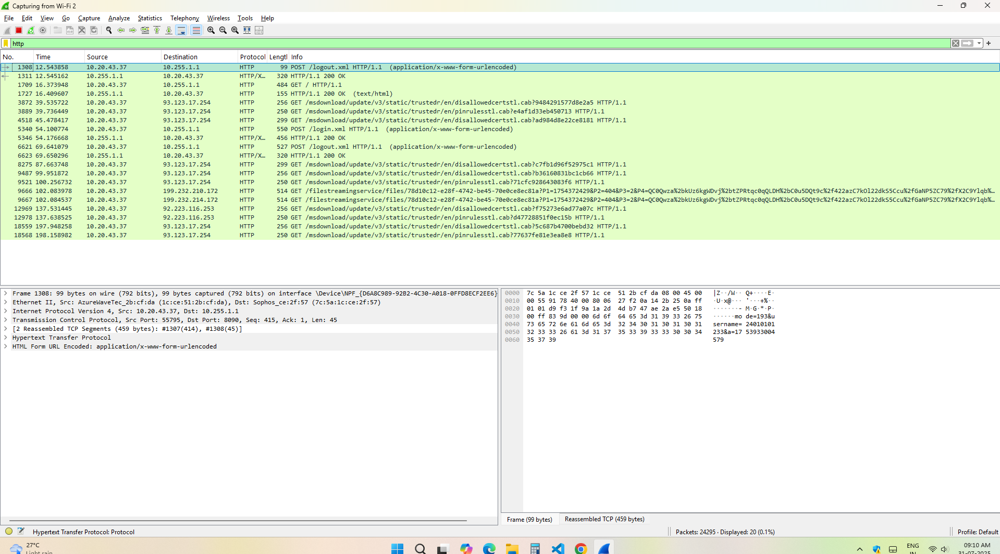 Capturing from Wi-Fi 2
File Edit View Go Capture Analyze Statistics Telephony Wireless Tools Help
http
No. Time Source Destination Protocol Lengtl Info
1308 12.543858 10.20.43.37 10.255.1.1 HTTP 99 POST /logout.xml HTTP/1.1 (application/x-www-form-urlencoded)
1311 12.545162 10.255.1.1 10.20.43.37 HTTP/X… 320 HTTP/1.1 200 OK
1709 16.373948 10.20.43.37 10.255.1.1 HTTP 484 GET / HTTP/1.1
1727 16.409607 10.255.1.1 10.20.43.37 HTTP 155 HTTP/1.1 200 OK (text/html)
3872 39.535722 10.20.43.37 93.123.17.254 HTTP 256 GET /msdownload/update/v3/static/trustedr/en/disallowedcertstl.cab?9484291577d8e2a5 HTTP/1.1
3889 39.736449 10.20.43.37 93.123.17.254 HTTP 250 GET /msdownload/update/v3/static/trustedr/en/pinrulesstl.cab?e4af1d33eb450713 HTTP/1.1
4518 45.478417 10.20.43.37 93.123.17.254 HTTP 299 GET /msdownload/update/v3/static/trustedr/en/disallowedcertstl.cab?ad984d8e22ce8181 HTTP/1.1
5340 54.100774 10.20.43.37 10.255.1.1 HTTP 550 POST /login.xml HTTP/1.1 (application/x-www-form-urlencoded)
5346 54.176668 10.255.1.1 10.20.43.37 HTTP/X… 456 HTTP/1.1 200 OK
6621 69.641079 10.20.43.37 10.255.1.1 HTTP 527 POST /logout.xml HTTP/1.1 (application/x-www-form-urlencoded)
6623 69.650296 10.255.1.1 10.20.43.37 HTTP/X… 320 HTTP/1.1 200 OK
8275 87.663748 10.20.43.37 93.123.17.254 HTTP 299 GET /msdownload/update/v3/static/trustedr/en/disallowedcertstl.cab?c7fb1d96f52975c1 HTTP/1.1
9487 99.951872 10.20.43.37 93.123.17.254 HTTP 256 GET /msdownload/update/v3/static/trustedr/en/disallowedcertstl.cab?b36160831bc1cb66 HTTP/1.1
9521 100.256732 10.20.43.37 93.123.17.254 HTTP 250 GET /msdownload/update/v3/static/trustedr/en/pinrulesstl.cab?71cfc928643083f6 HTTP/1.1
9666 102.083978 10.20.43.37 199.232.210.172 HTTP 514 GET /filestreamingservice/files/78d10c12-e28f-4742-be45-70e0ce8ec81a?P1=1754372429&P2=404&P3=2&P4=QC0Qwza%2bkUz6kgWDvj%2btZPRtqc0qQLDH%2bC0u5DQt9c%2f422azC7kOl22dkS5Ccu%2fGaNP5ZC79%2fX2C9Ylqb%…
9667 102.084537 10.20.43.37 199.232.214.172 HTTP 514 GET /filestreamingservice/files/78d10c12-e28f-4742-be45-70e0ce8ec81a?P1=1754372429&P2=404&P3=2&P4=QC0Qwza%2bkUz6kgWDvj%2btZPRtqc0qQLDH%2bC0u5DQt9c%2f422azC7kOl22dkS5Ccu%2fGaNP5ZC79%2fX2C9Ylqb%…
12969 137.531445 10.20.43.37 92.223.116.253 HTTP 256 GET /msdownload/update/v3/static/trustedr/en/disallowedcertstl.cab?f75273e6ad77a07c HTTP/1.1
12978 137.638525 10.20.43.37 92.223.116.253 HTTP 250 GET /msdownload/update/v3/static/trustedr/en/pinrulesstl.cab?d47728851f0ec15b HTTP/1.1
18559 197.948258 10.20.43.37 93.123.17.254 HTTP 256 GET /msdownload/update/v3/static/trustedr/en/disallowedcertstl.cab?5c687b4700bebd32 HTTP/1.1
18568 198.158982 10.20.43.37 93.123.17.254 HTTP 250 GET /msdownload/update/v3/static/trustedr/en/pinrulesstl.cab?77637fe81e3ea8e8 HTTP/1.1
Frame 1308: 99 bytes on wire (792 bits), 99 bytes captured (792 bits) on interface \Device\NPF_{D6A8C989-92B2-4C30-A018-0FFD8ECF2EE6}
Ethernet II, Src: AzureWaveTec_2b:cf:da (1c:ce:51:2b:cf:da), Dst: Sophos_ce:2f:57 (7c:5a:1c:ce:2f:57)
Internet Protocol Version 4, Src: 10.20.43.37, Dst: 10.255.1.1
Transmission Control Protocol, Src Port: 55795, Dst Port: 8090, Seq: 415, Ack: 1, Len: 45
[2 Reassembled TCP Segments (459 bytes): #1307(414), #1308(45)]
Hypertext Transfer Protocol
HTML Form URL Encoded: application/x-www-form-urlencoded
0000 7c 5a 1c ce 2f 57 1c ce 51 2b cf da 08 00 45 00 |Z··/W·· Q+····E·
0010 00 55 91 78 40 00 80 06 27 f2 0a 14 2b 25 0a ff ·U·x@··· '···+%··
0020 01 01 d9 f3 1f 9a 1a 2d 4d b7 47 ae 2a e5 50 18 ·······- M·G·*·P·
0030 00 ff 83 9d 00 00 6d 6f 64 65 3d 31 39 33 26 75 ······mo de=193&u
0040 73 65 72 6e 61 6d 65 3d 32 34 30 31 30 31 30 31 sername= 24010101
0050 32 33 33 26 61 3d 31 37 35 33 39 33 33 30 30 34 233&a=17 53933004
0060 35 37 39 579
Frame (99 bytes) Reassembled TCP (459 bytes)
Hypertext Transfer Protocol: Protocol Packets: 24295 · Displayed: 20 (0.1%) Profile: Default
27°C
Light rain
ENG
IN
09:10 AM
31-07-2025